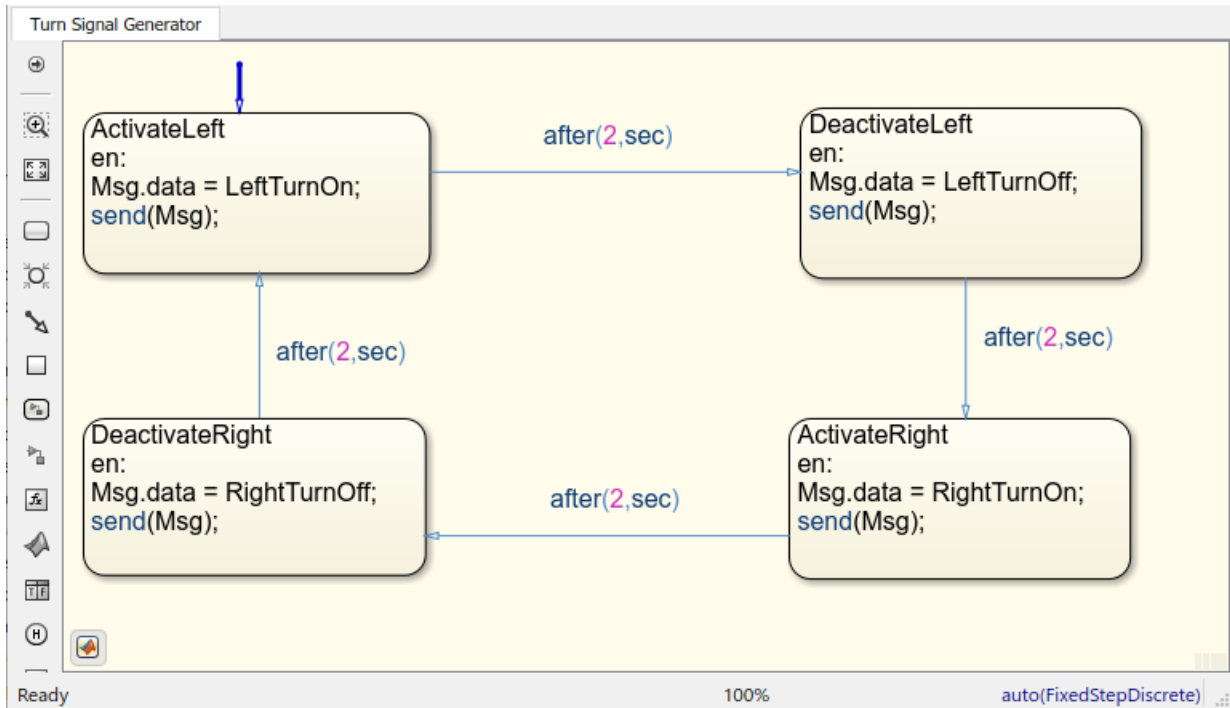 Turn Signal Generator
ActivateLeft
en:
Msg.data = LeftTurnOn;
send(Msg);
after(2,sec)
DeactivateLeft
en:
Msg.data = LeftTurnOff;
send(Msg);
after(2,sec)
after(2,sec)
DeactivateRight
en:
Msg.data = RightTurnOff;
send(Msg);
after(2,sec)
ActivateRight
en:
Msg.data = RightTurnOn;
send(Msg);
fx
T F
H
Ready
100%
auto(FixedStepDiscrete)